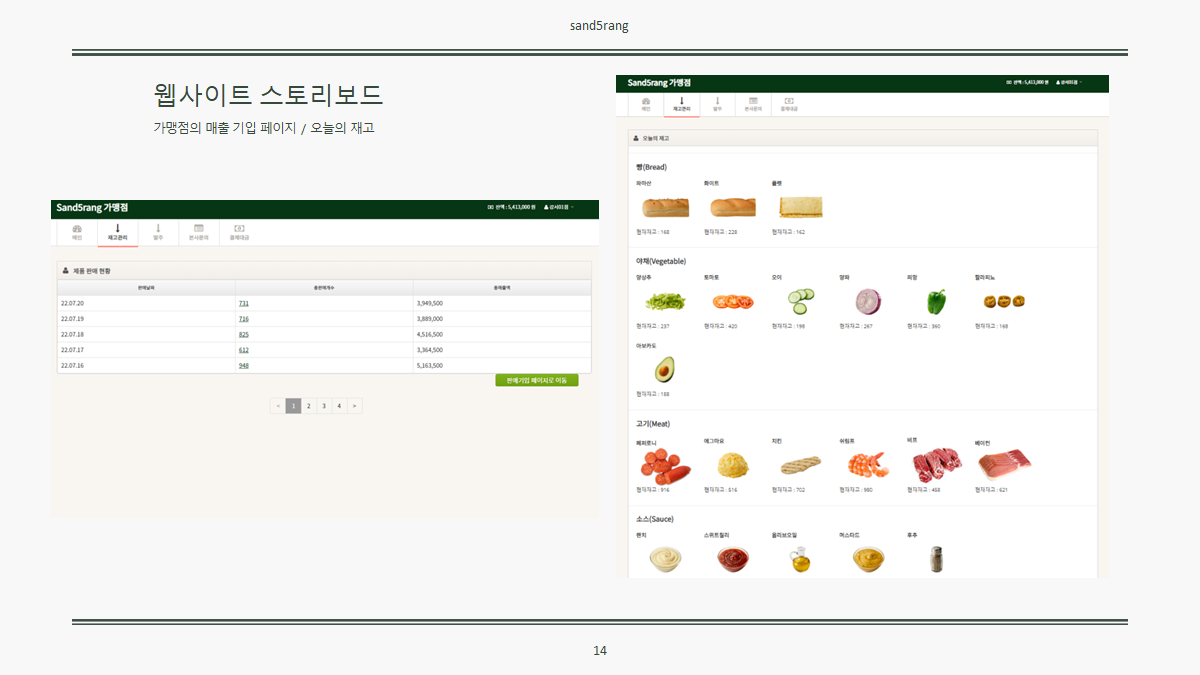 sand5rang
웹사이트 스토리보드
가맹점의 매출 기입 페이지 / 오늘의 재고
Sand5rang 가맹점
잔액 : 5,413,000 원 강서01점
메인 재고관리 발주 본사문의 결제대금
제품 판매 현황
판매날짜 총판매개수 총매출액
22.07.20 731 3,949,500
22.07.19 716 3,889,000
22.07.18 825 4,516,500
22.07.17 612 3,364,500
22.07.16 948 5,163,500
판매기입 페이지로 이동
< 1 2 3 4 >
Sand5rang 가맹점
잔액 : 5,413,000 원 강서01점
메인 재고관리 발주 본사문의 결제대금
오늘의 재고
빵(Bread)
파마산 화이트 플랫
현재재고 : 168 현재재고 : 228 현재재고 : 162
야채(Vegetable)
양상추 토마토 오이 양파 피망 할라피뇨
현재재고 : 237 현재재고 : 420 현재재고 : 198 현재재고 : 267 현재재고 : 360 현재재고 : 168
아보카도
현재재고 : 188
고기(Meat)
페퍼로니 에그마요 치킨 쉬림프 비프 베이컨
현재재고 : 916 현재재고 : 516 현재재고 : 702 현재재고 : 980 현재재고 : 458 현재재고 : 621
소스(Sauce)
랜치 스위트칠리 올리브오일 머스타드 후추
14